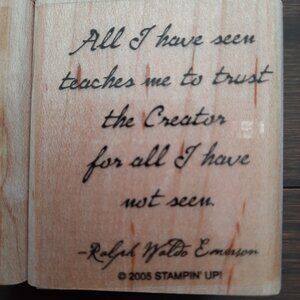 All I have seen
teaches me to trust
the Creator
for all I have
not seen.
-Ralph Waldo Emerson
© 2005 STAMPIN' UP!